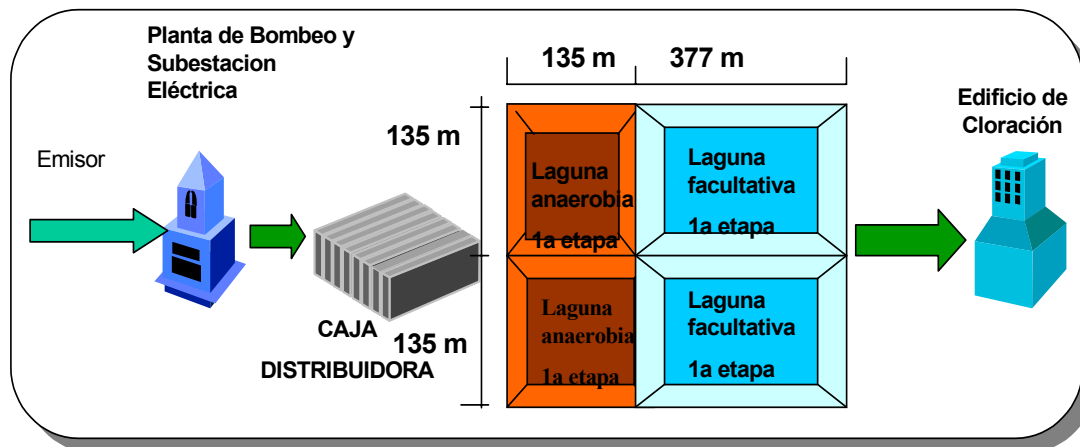 Planta de Bombeo y
Subestacion
Eléctrica
135 m
377 m
Edificio de
Cloración
135 m
Emisor
Laguna
anaerobia
1a etapa
Laguna
facultativa
1a etapa
CAJA
DISTRIBUIDORA
135 m
Laguna
anaerobia
1a etapa
Laguna
facultativa
1a etapa